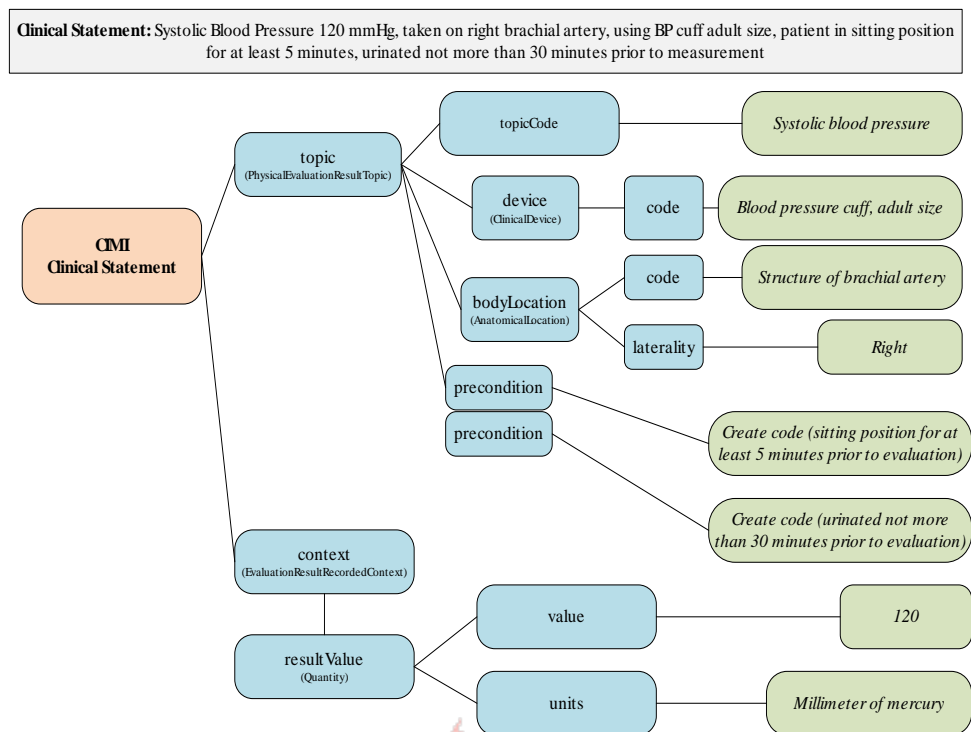 Clinical Statement: Systolic Blood Pressure 120 mmHg, taken on right brachial artery, using BP cuff adult size, patient in sitting position
for at least 5 minutes, urinated not more than 30 minutes prior to measurement
topicCode
Systolic blood pressure
topic
(PhysicalEvaluationResultTopic)
device
(ClinicalDevice)
code
Blood pressure cuff, adult size
CIMI
Clinical Statement
code
Structure of brachial artery
bodyLocation
(AnatomicalLocation)
laterality
Right
precondition
precondition
Create code (sitting position for at
least 5 minutes prior to evaluation)
Create code (urinated not more
than 30 minutes prior to evaluation)
context
(EvaluationResultRecordedContext)
value
120
resultValue
(Quantity)
units
Millimeter of mercury